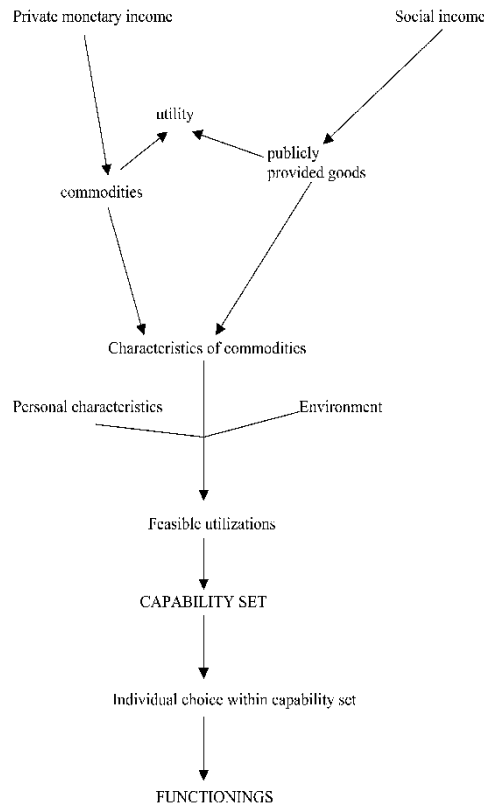 Private monetary income
Social income
utility
publicly
provided goods
commodities
Characteristics of commodities
Personal characteristics
Environment
Feasible utilizations
CAPABILITY SET
Individual choice within capability set
FUNCTIONINGS